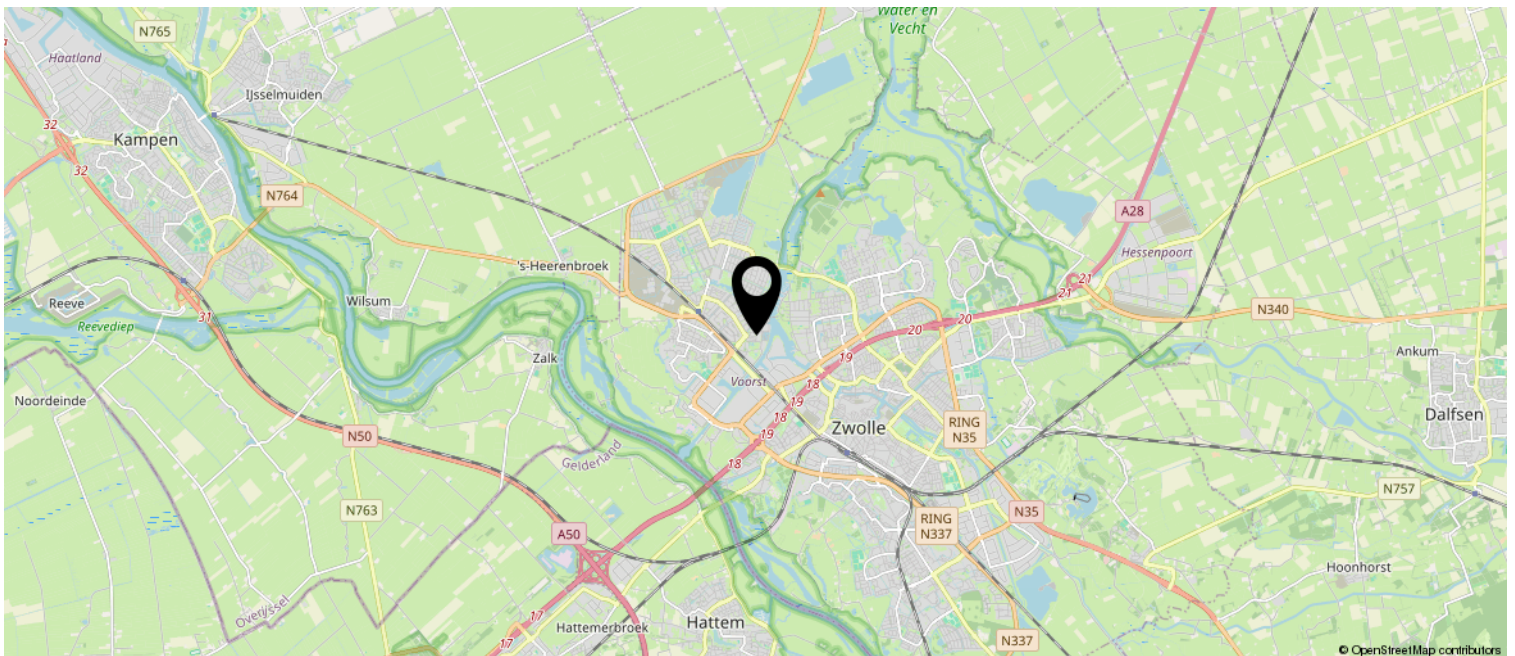 Water en
Vecht
N765
Haatland
IJsselmuiden
32
Kampen
32
N764
A28
Hessenpoort
's-Heerenbroek
21
21
Reeve
Wilsum
31
Reevediep
N340
20
20
Zalk
19
Ankum
Voorst
18
19
Noordeinde
18
Dalfsen
Zwolle
RING
N35
N50
19
Gelderland
18
N757
N763
N35
RING
N337
A50
Hoonhorst
Overijssel
17
Hattemerbroek
Hattem
17
N337
© OpenStreetMap contributors